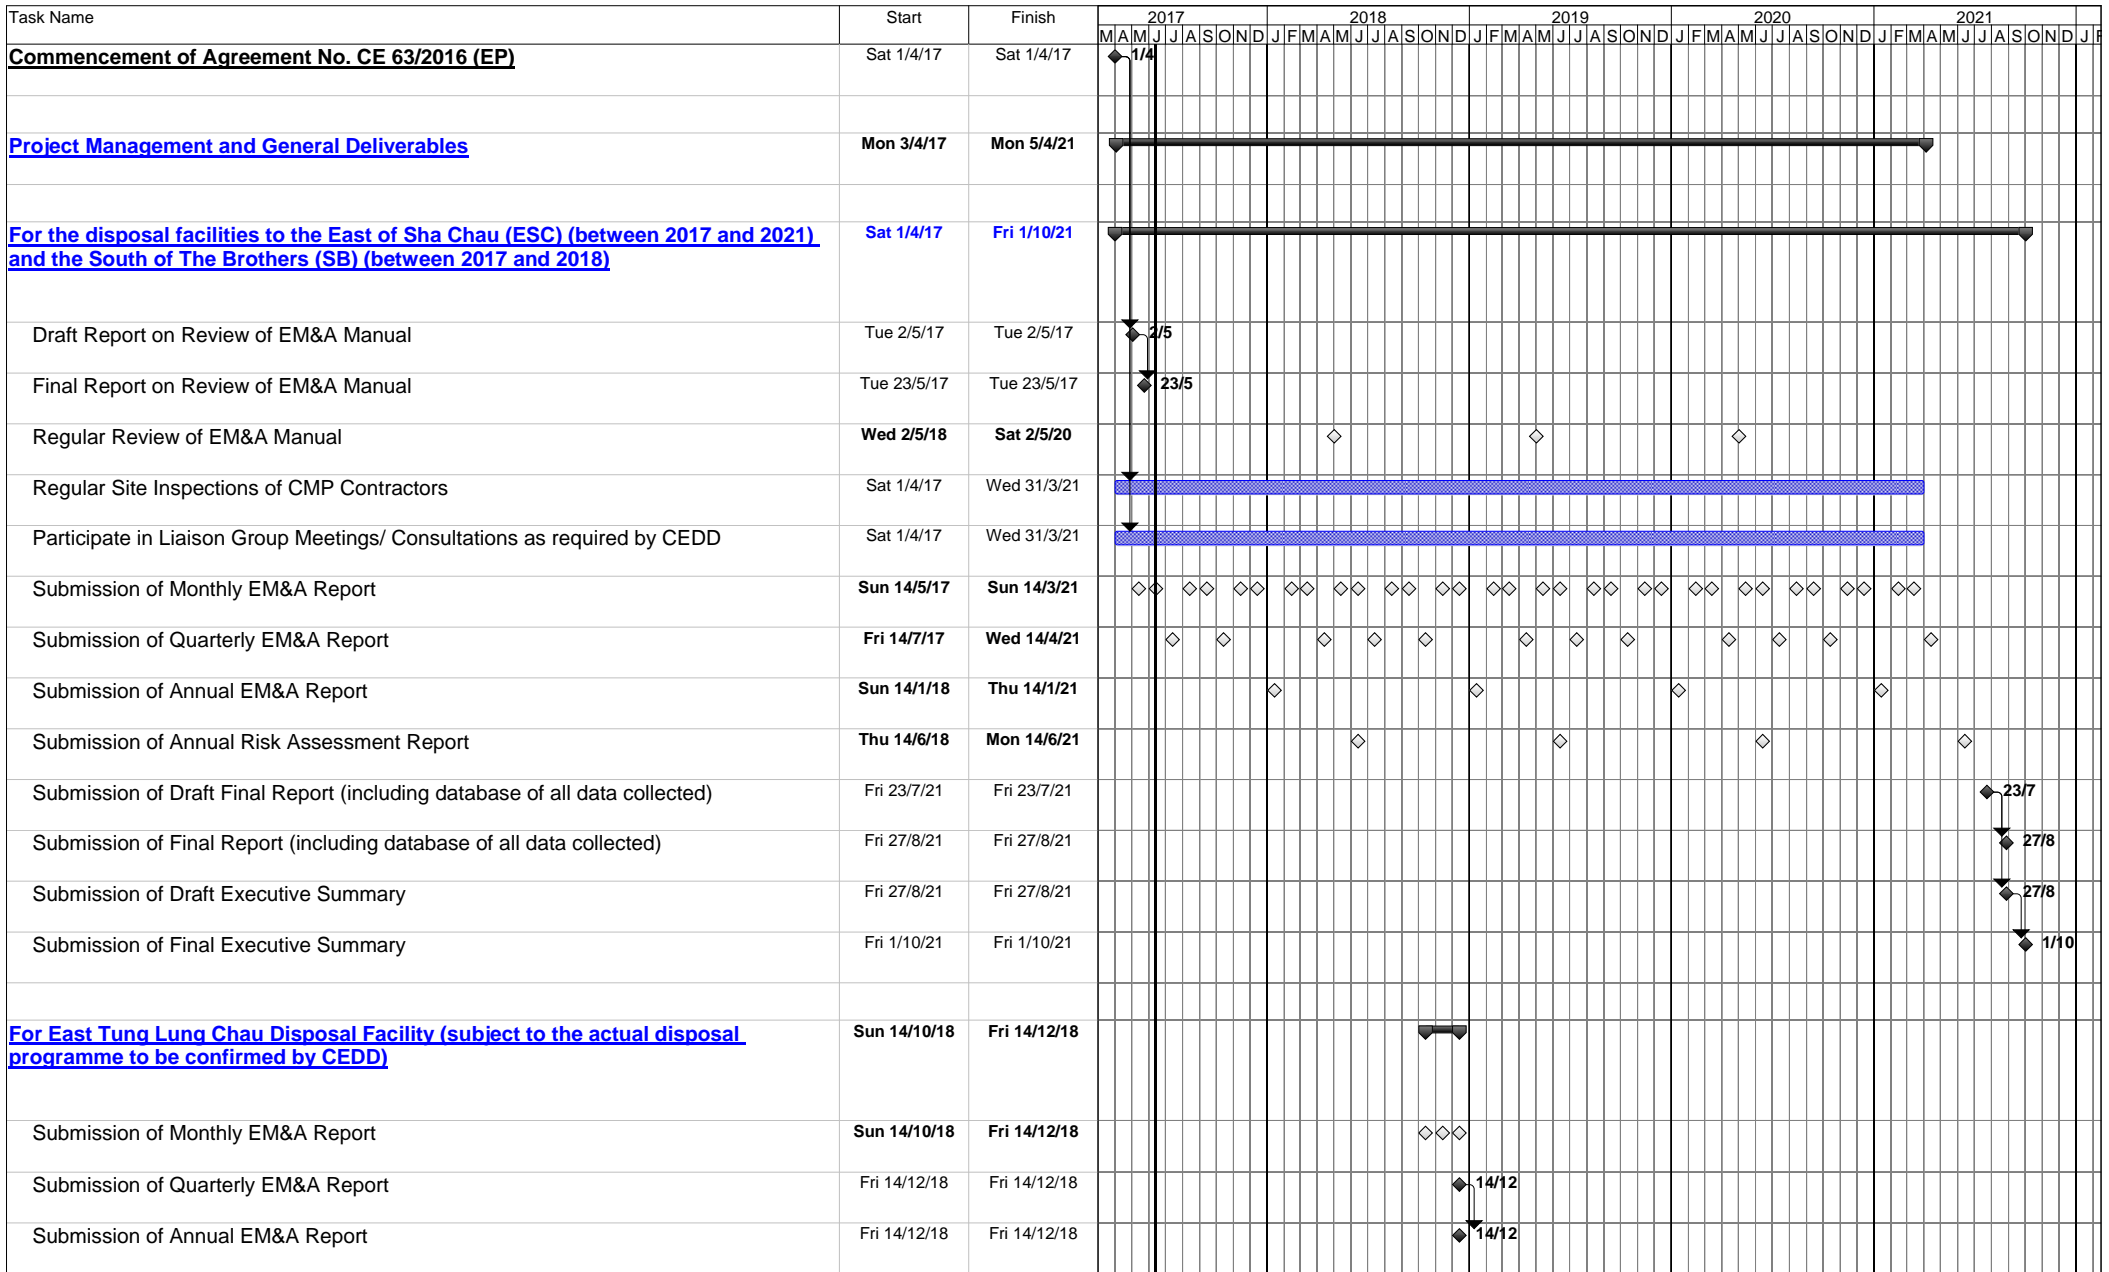 Task Name Start Finish 2017 2018 2019 2020 2021
M A M J J A S O N D J F M A M J J A S O N D J F M A M J J A S O N D J F M A M J J A S O N D J F M A M J J A S O N D J F
Commencement of Agreement No. CE 63/2016 (EP) Sat 1/4/17 Sat 1/4/17 1/4
Project Management and General Deliverables Mon 3/4/17 Mon 5/4/21
For the disposal facilities to the East of Sha Chau (ESC) (between 2017 and 2021) Sat 1/4/17 Fri 1/10/21
and the South of The Brothers (SB) (between 2017 and 2018)
Draft Report on Review of EM&A Manual Tue 2/5/17 Tue 2/5/17 2/5
Final Report on Review of EM&A Manual Tue 23/5/17 Tue 23/5/17 23/5
Regular Review of EM&A Manual Wed 2/5/18 Sat 2/5/20
Regular Site Inspections of CMP Contractors Sat 1/4/17 Wed 31/3/21
Participate in Liaison Group Meetings/ Consultations as required by CEDD Sat 1/4/17 Wed 31/3/21
Submission of Monthly EM&A Report Sun 14/5/17 Sun 14/3/21
Submission of Quarterly EM&A Report Fri 14/7/17 Wed 14/4/21
Submission of Annual EM&A Report Sun 14/1/18 Thu 14/1/21
Submission of Annual Risk Assessment Report Thu 14/6/18 Mon 14/6/21
Submission of Draft Final Report (including database of all data collected) Fri 23/7/21 Fri 23/7/21 23/7
Submission of Final Report (including database of all data collected) Fri 27/8/21 Fri 27/8/21 27/8
Submission of Draft Executive Summary Fri 27/8/21 Fri 27/8/21 27/8
Submission of Final Executive Summary Fri 1/10/21 Fri 1/10/21 1/10
For East Tung Lung Chau Disposal Facility (subject to the actual disposal Sun 14/10/18 Fri 14/12/18
programme to be confirmed by CEDD)
Submission of Monthly EM&A Report Sun 14/10/18 Fri 14/12/18
Submission of Quarterly EM&A Report Fri 14/12/18 Fri 14/12/18 14/12
Submission of Annual EM&A Report Fri 14/12/18 Fri 14/12/18 14/12